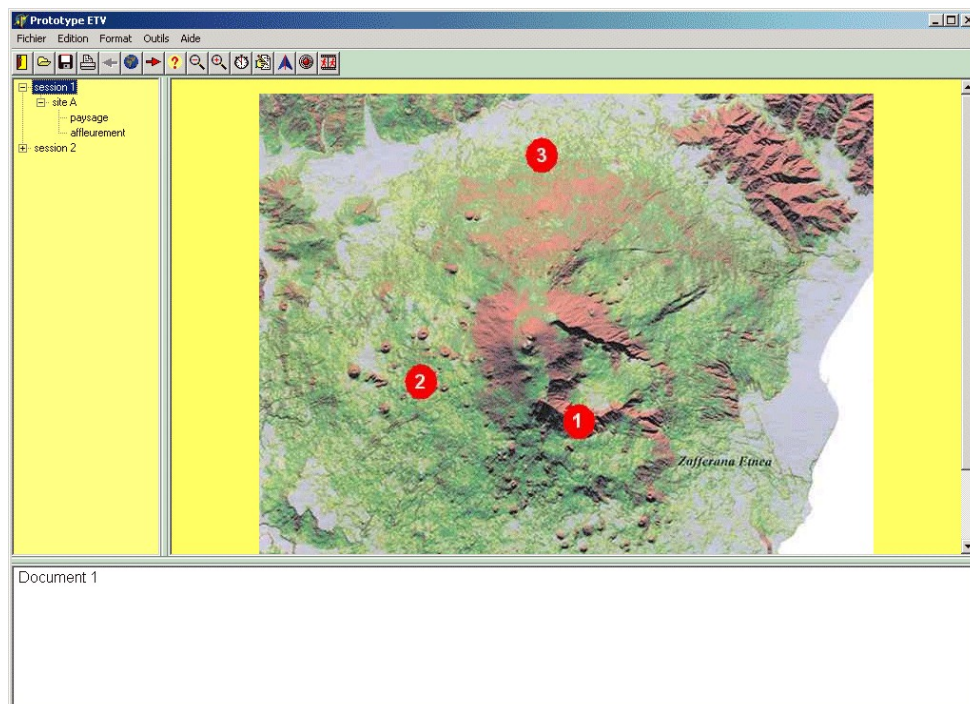 Prototype ETV
Fichier Edition Format Outils Aide
session 1
site A
paysage
affleurement
session 2
3
2
1
Zafferana Etnea
Document 1